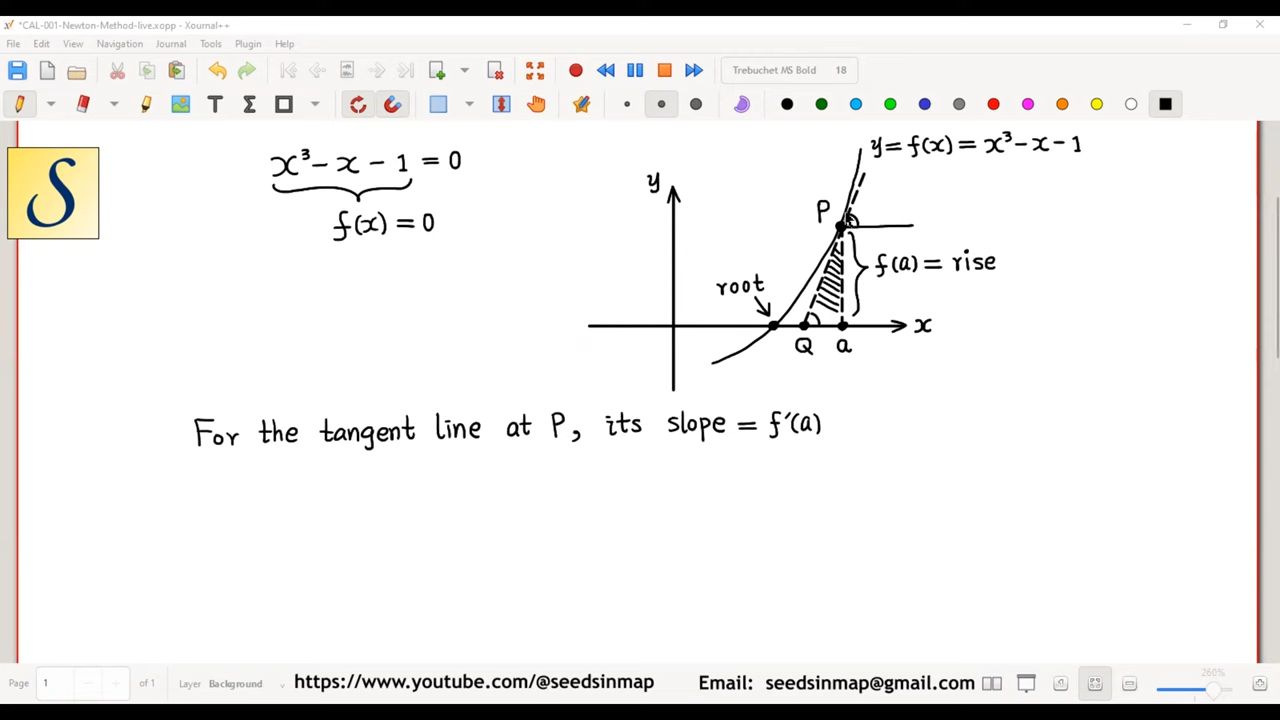 *CAL-001-Newton-Method-live.xopp - Xournal++
File Edit View Navigation Journal Tools Plugin Help
Trebuchet MS Bold 18
S
x³ - x - 1 = 0
f(x) = 0
y = f(x) = x³ - x - 1
y
P
f(a) = rise
root
x
Q a
For the tangent line at P, its slope = f′(a)
Page 1 of 1 Layer Background https://www.youtube.com/@seedsinmap Email: seedsinmap@gmail.com 260%